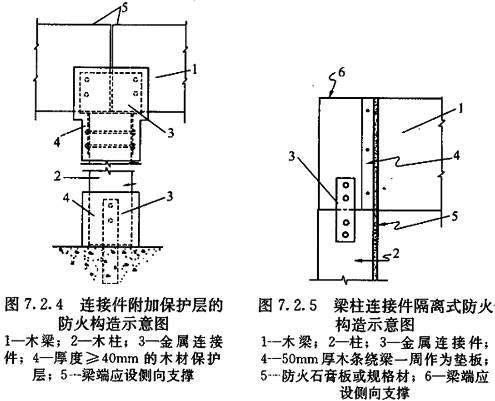 5
1
4
3
2
4
3
图 7.2.4 连接件附加保护层的
防火构造示意图
1—木梁；2—木柱；3—金属连接
件；4—厚度≥40mm 的木材保护
层；5—梁端应设侧向支撑
6
1
3
4
5
2
图 7.2.5 梁柱连接件隔离式防火
构造示意图
1—木梁；2—柱；3—金属连接件；
4—50mm厚木条绕梁一周作为垫板；
5—防火石膏板或规格材；6—梁端应
设侧向支撑